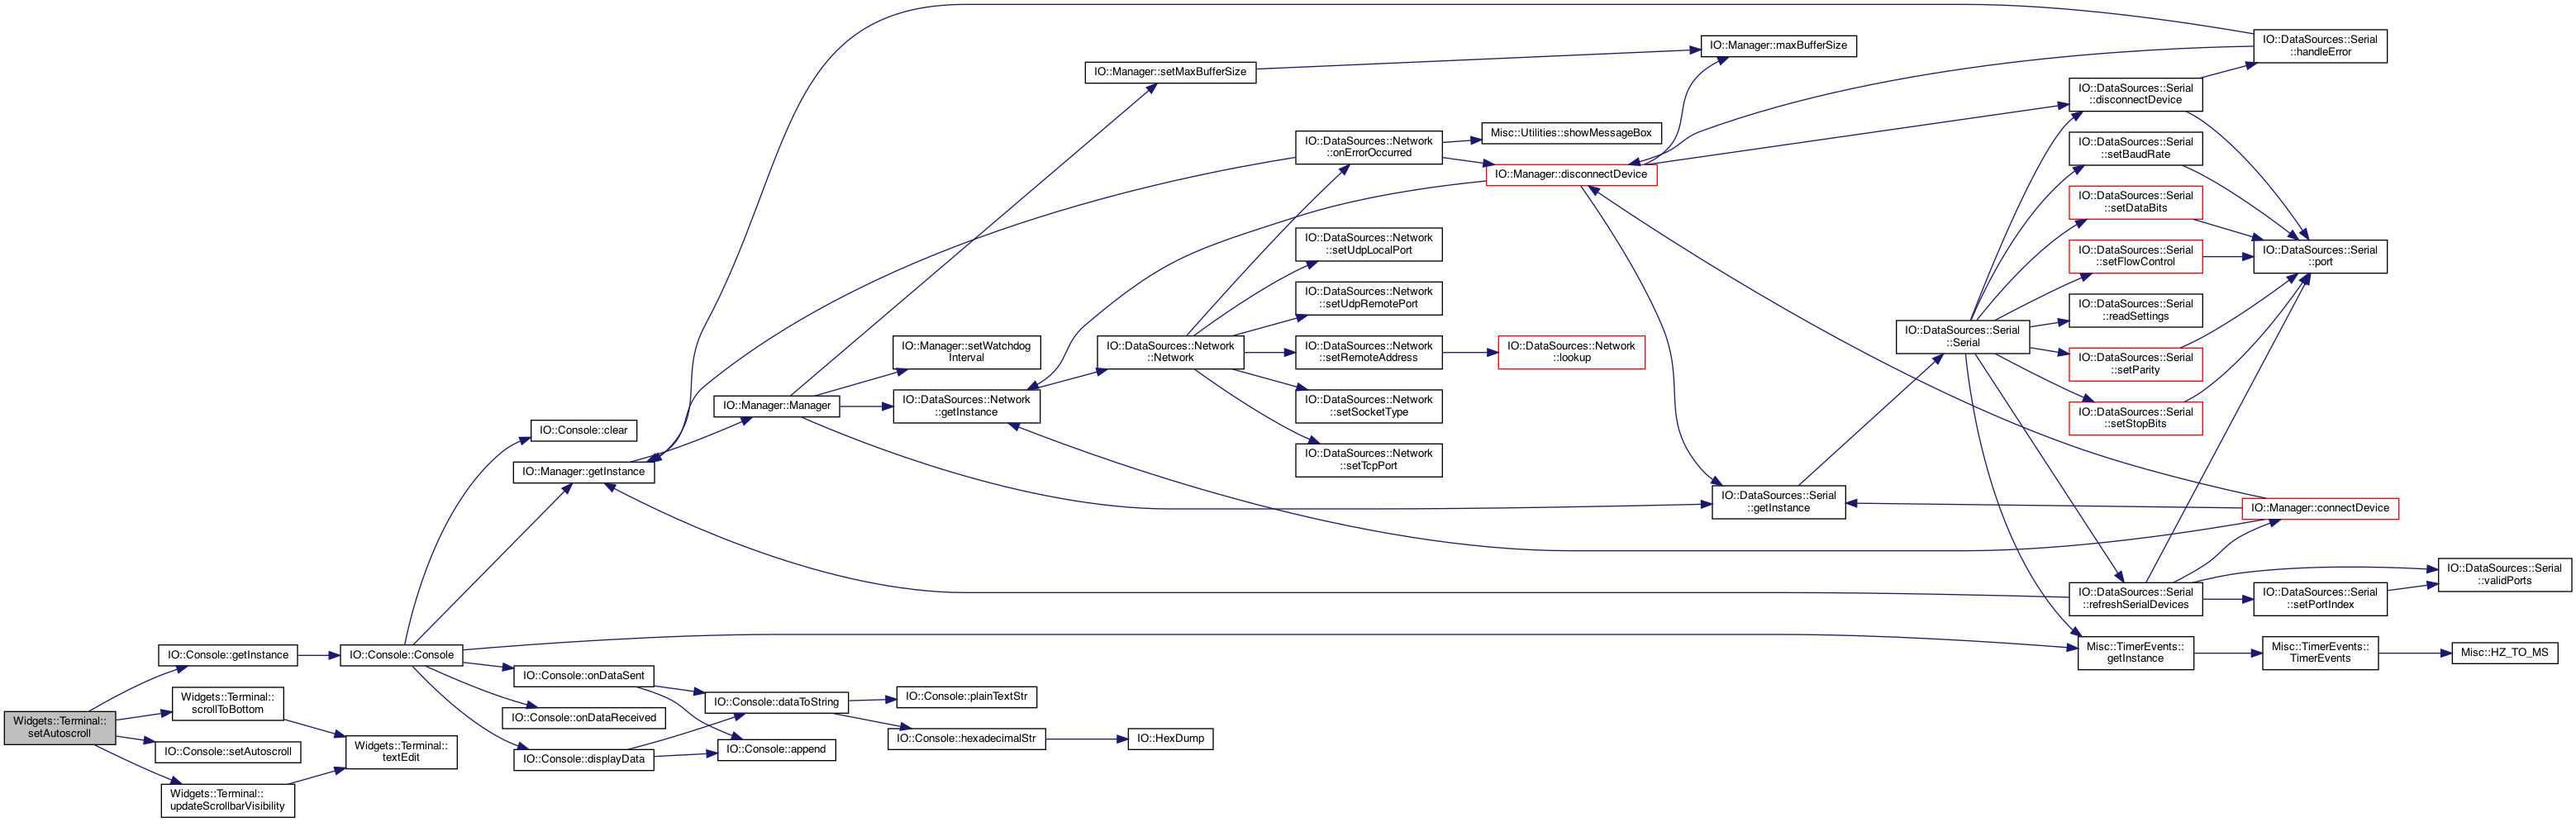 Widgets::Terminal::
setAutoscroll
IO::Console::getInstance
Widgets::Terminal::
scrollToBottom
IO::Console::setAutoscroll
Widgets::Terminal::
updateScrollbarVisibility
IO::Console::Console
Widgets::Terminal::
textEdit
IO::Console::clear
IO::Manager::getInstance
IO::Console::onDataSent
IO::Console::onDataReceived
IO::Console::displayData
IO::Manager::Manager
IO::Console::dataToString
IO::Console::append
IO::Manager::setWatchdog
Interval
IO::DataSources::Network
::getInstance
IO::Console::plainTextStr
IO::Console::hexadecimalStr
IO::Manager::setMaxBufferSize
IO::DataSources::Network
::Network
IO::HexDump
IO::DataSources::Network
::onErrorOccurred
IO::DataSources::Network
::setUdpLocalPort
IO::DataSources::Network
::setUdpRemotePort
IO::DataSources::Network
::setRemoteAddress
IO::DataSources::Network
::setSocketType
IO::DataSources::Network
::setTcpPort
Misc::Utilities::showMessageBox
IO::Manager::disconnectDevice
IO::DataSources::Network
::lookup
IO::Manager::maxBufferSize
IO::DataSources::Serial
::getInstance
IO::DataSources::Serial
::Serial
IO::DataSources::Serial
::disconnectDevice
IO::DataSources::Serial
::setBaudRate
IO::DataSources::Serial
::setDataBits
IO::DataSources::Serial
::setFlowControl
IO::DataSources::Serial
::readSettings
IO::DataSources::Serial
::setParity
IO::DataSources::Serial
::setStopBits
IO::DataSources::Serial
::refreshSerialDevices
Misc::TimerEvents::
getInstance
IO::DataSources::Serial
::handleError
IO::DataSources::Serial
::port
IO::Manager::connectDevice
IO::DataSources::Serial
::setPortIndex
Misc::TimerEvents::
TimerEvents
IO::DataSources::Serial
::validPorts
Misc::HZ_TO_MS